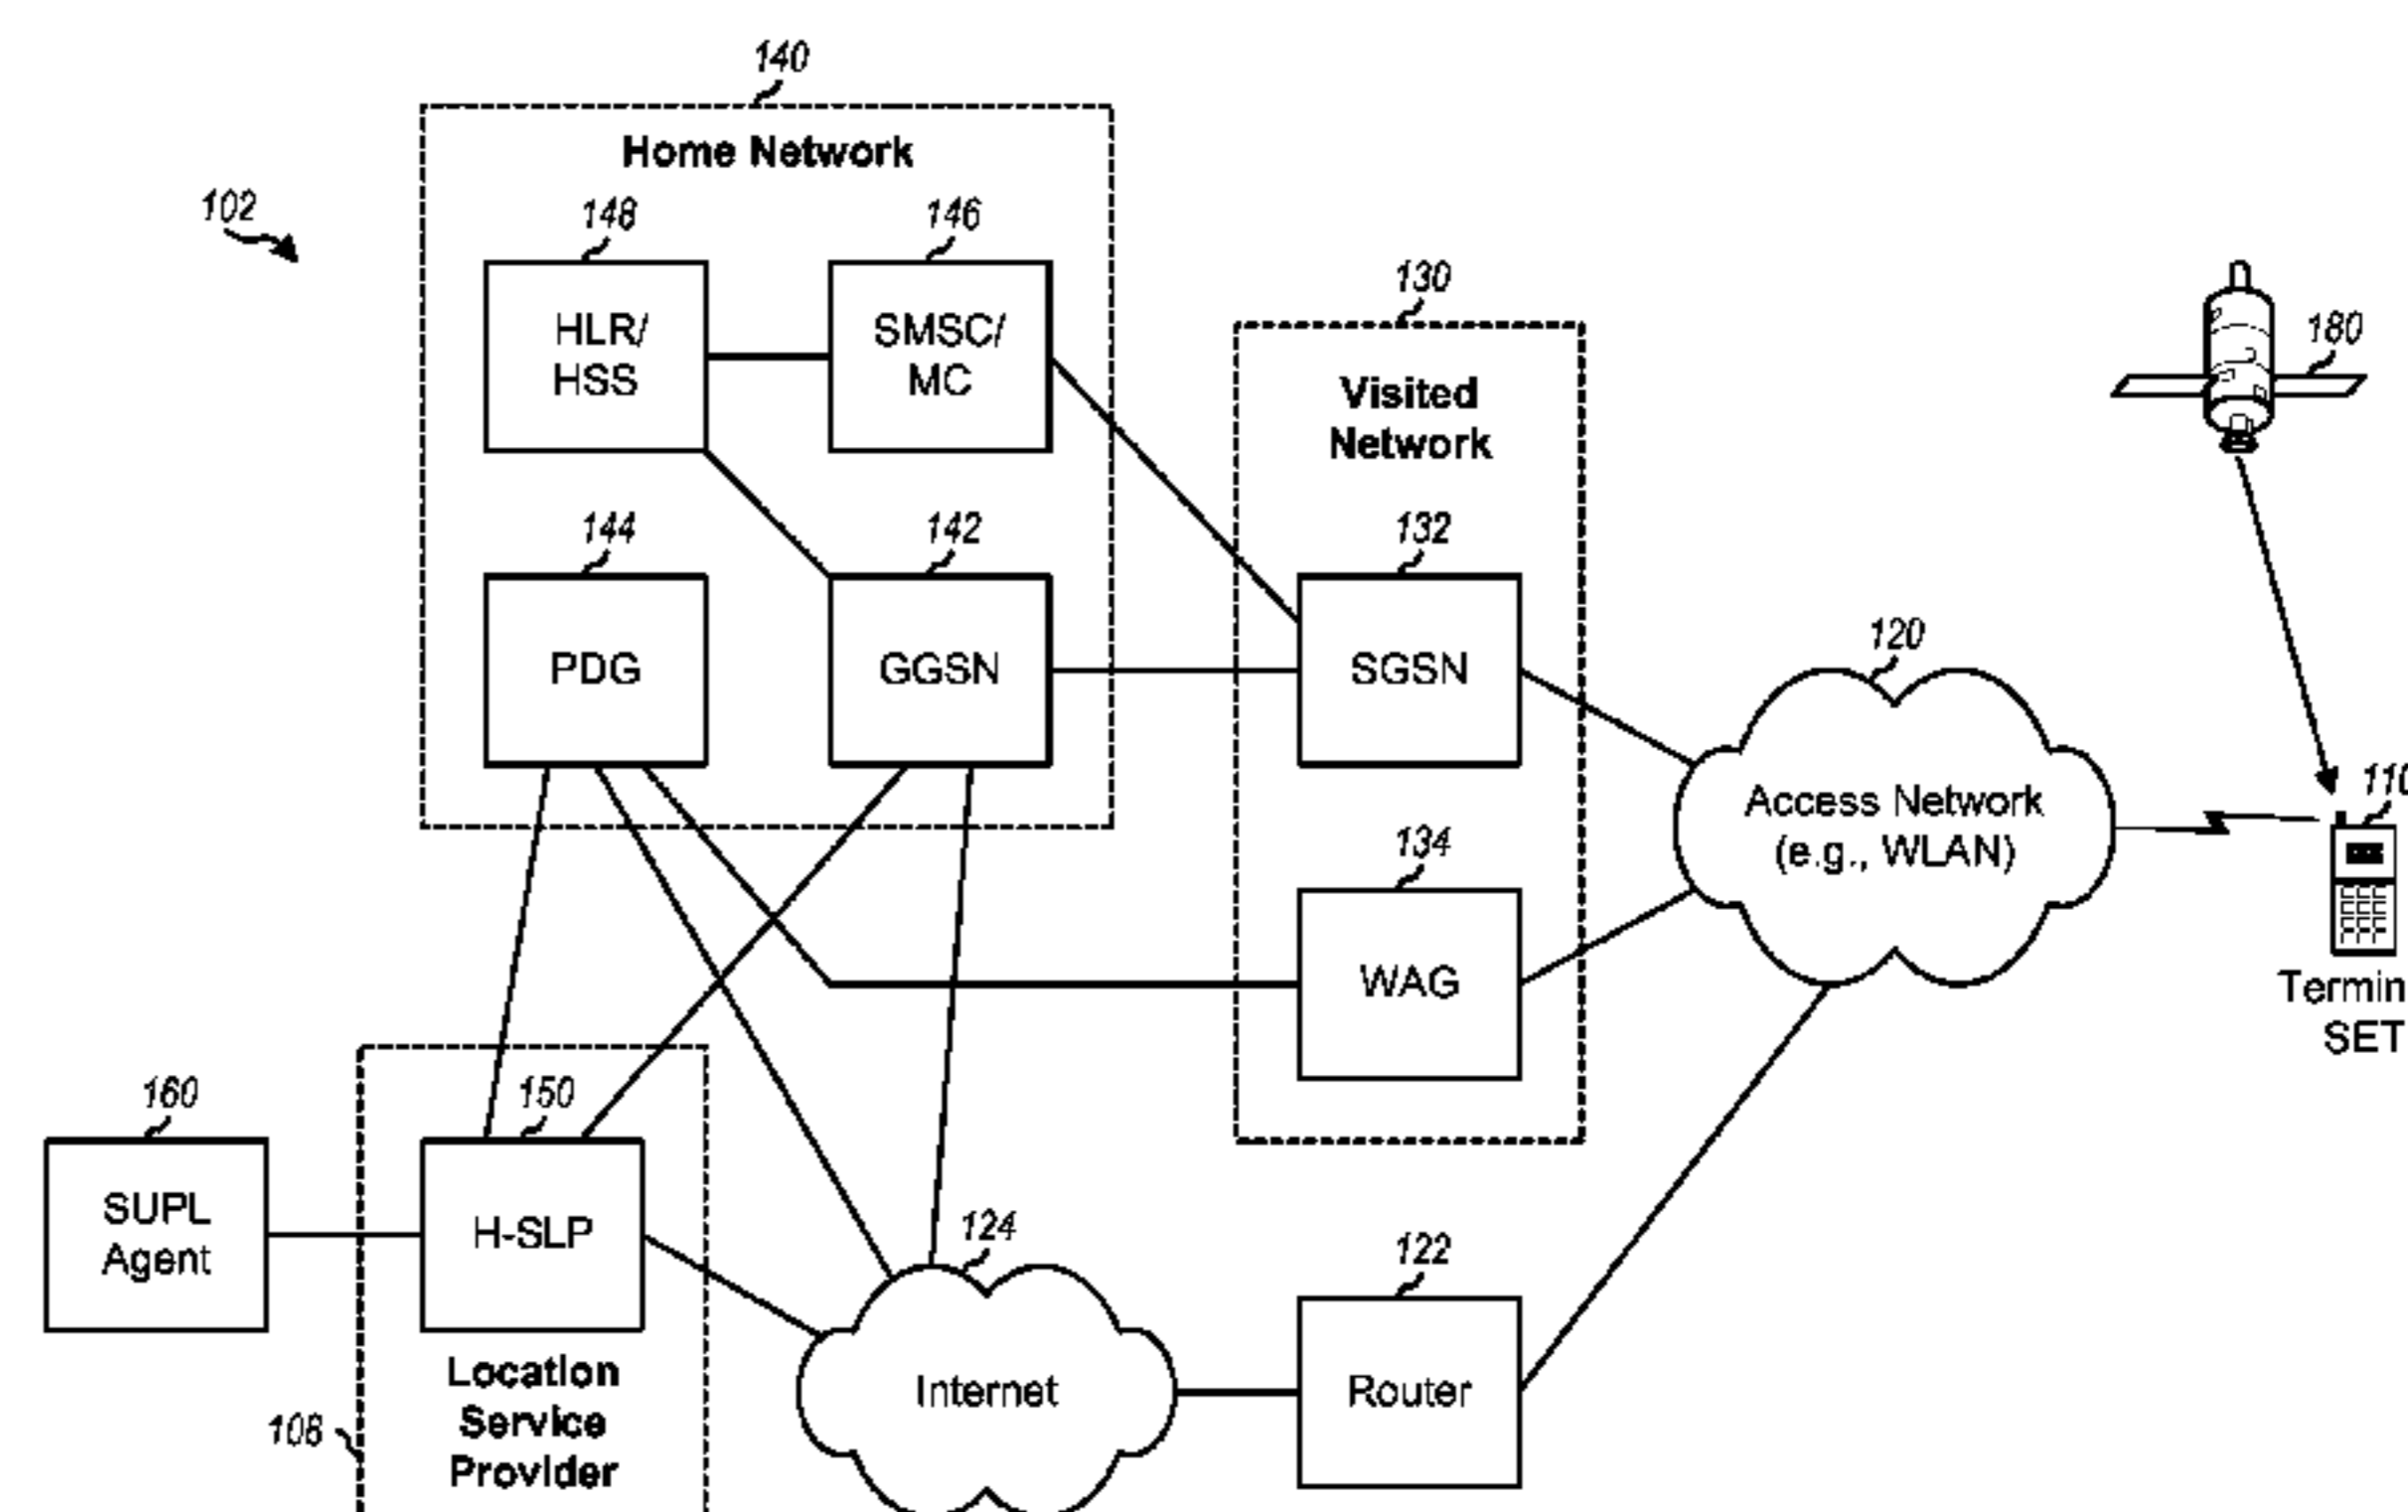 140
Home Network
102
148
146
HLR/
HSS
SMSC/
MC
130
Visited
Network
180
144
142
132
PDG
GGSN
SGSN
120
Access Network
(e.g., WLAN)
110
134
WAG
Termin
SET
160
150
SUPL
Agent
H-SLP
124
122
Internet
Router
Location
Service
Provider
108